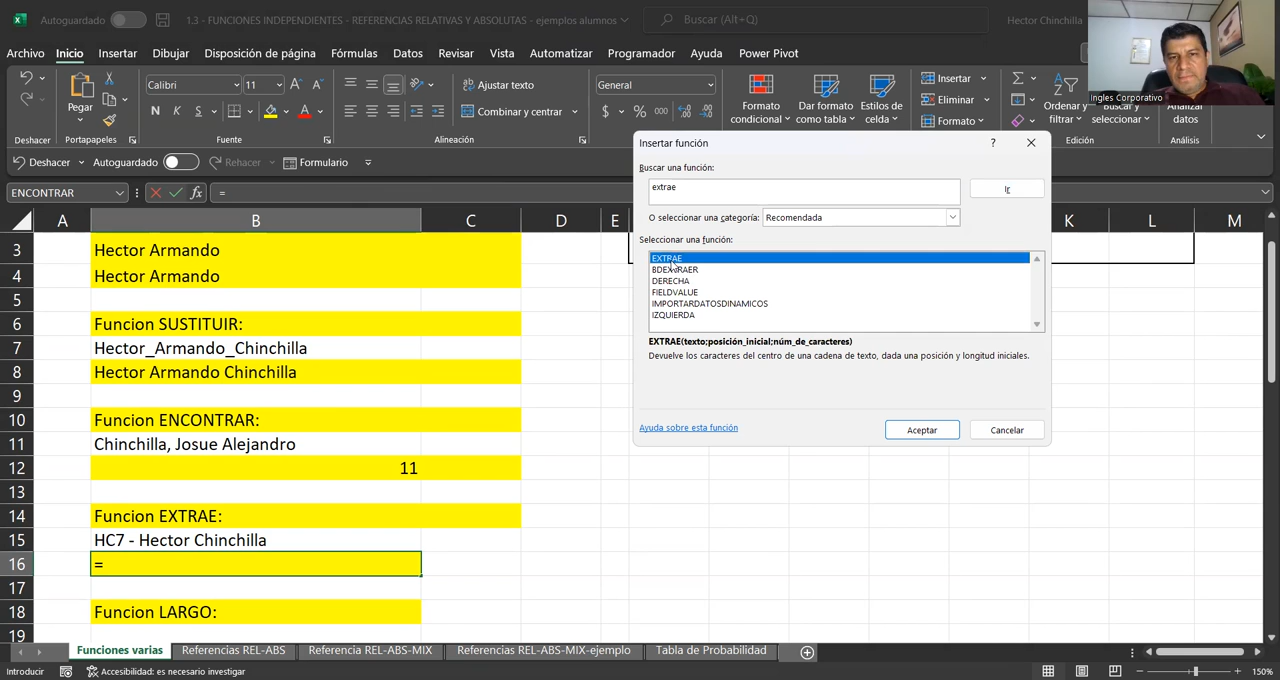 Autoguardado
1.3 - FUNCIONES INDEPENDIENTES - REFERENCIAS RELATIVAS Y ABSOLUTAS - ejemplos alumnos
Buscar (Alt+Q)
Hector Chinchilla
Archivo Inicio Insertar Dibujar Disposición de página Fórmulas Datos Revisar Vista Automatizar Programador Ayuda Power Pivot
Pegar
Calibri 11
N K S
Ajustar texto
Combinar y centrar
General
$ % 000
Formato condicional
Dar formato como tabla
Estilos de celda
Insertar
Eliminar
Formato
Ordenar y filtrar
Buscar y seleccionar
Analizar datos
Ingles Corporativo
Deshacer Portapapeles Fuente Alineación Edición Análisis
Deshacer Autoguardado Rehacer Formulario
ENCONTRAR fx =
A B C D E K L M
3 Hector Armando
4 Hector Armando
5
6 Funcion SUSTITUIR:
7 Hector_Armando_Chinchilla
8 Hector Armando Chinchilla
9
10 Funcion ENCONTRAR:
11 Chinchilla, Josue Alejandro
12 11
13
14 Funcion EXTRAE:
15 HC7 - Hector Chinchilla
16 =
17
18 Funcion LARGO:
19
Insertar función
? 
Buscar una función:
extrae
Ir
O seleccionar una categoría: Recomendada
Seleccionar una función:
EXTRAE
BDEXTRAER
DERECHA
FIELDVALUE
IMPORTARDATOSDINAMICOS
IZQUIERDA
EXTRAE(texto;posición_inicial;núm_de_caracteres)
Devuelve los caracteres del centro de una cadena de texto, dada una posición y longitud iniciales.
Ayuda sobre esta función
Aceptar
Cancelar
Funciones varias Referencias REL-ABS Referencia REL-ABS-MIX Referencias REL-ABS-MIX-ejemplo Tabla de Probabilidad
Introducir Accesibilidad: es necesario investigar 150%